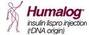 Humalog®
insulin lispro injection
(rDNA origin)